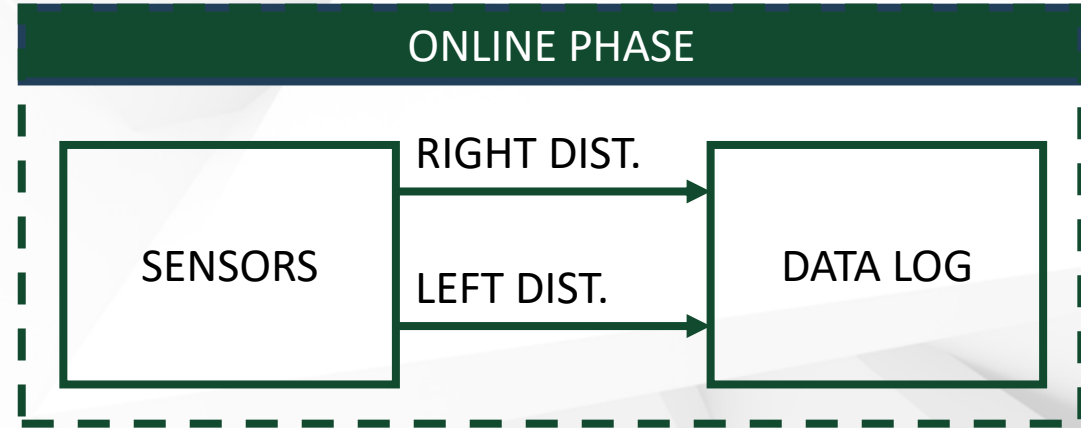 ONLINE PHASE
RIGHT DIST.
SENSORS
DATA LOG
LEFT DIST.